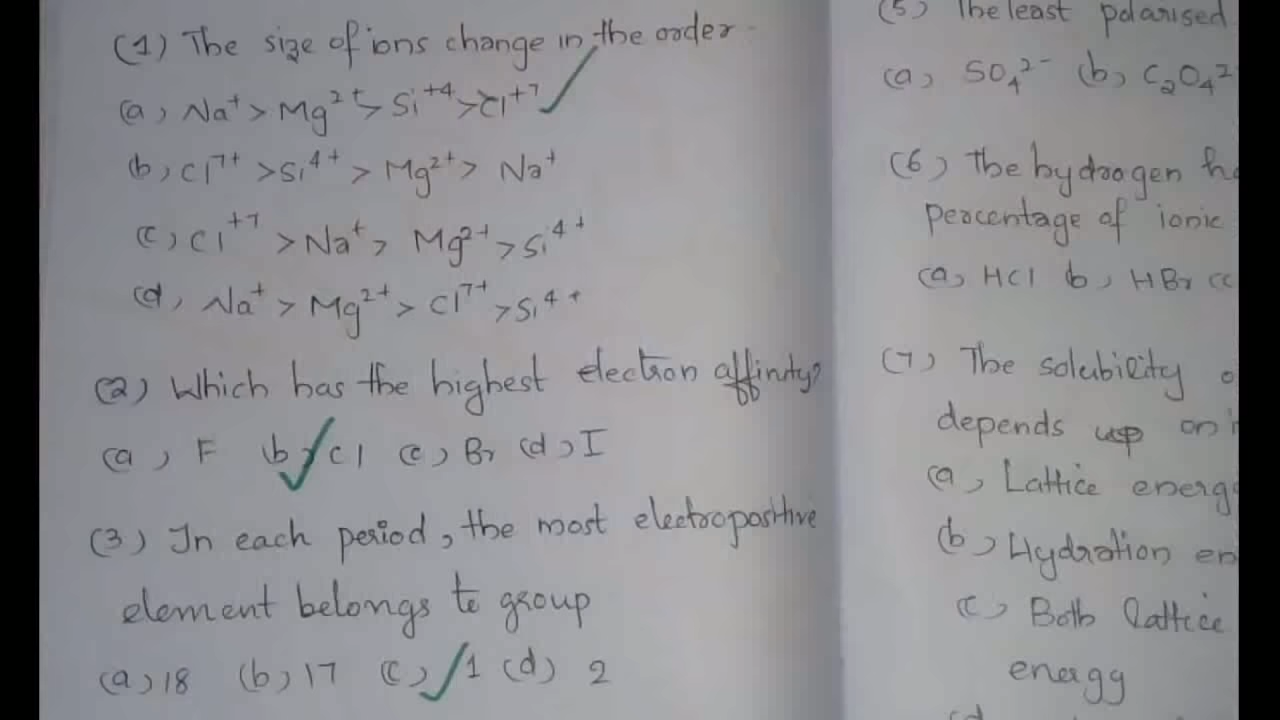 (1) The size of ions change in the order
(a) Na⁺ > Mg²⁺ > Si⁺⁴ > Cl⁺⁷
(b) Cl⁷⁺ > Si⁴⁺ > Mg²⁺ > Na⁺
(c) Cl⁺⁷ > Na⁺ > Mg²⁺ > Si⁴⁺
(d) Na⁺ > Mg²⁺ > Cl⁷⁺ > Si⁴⁺
(2) Which has the highest electron affinity?
(a) F (b) Cl (c) Br (d) I
(3) In each period, the most electropositive
element belongs to group
(a) 18 (b) 17 (c) 1 (d) 2
(5) The least polarised
(a) SO₄²⁻ (b) C₂O₄²
(6) The hydrogen
percentage of ionic
(a) HCl (b) HBr (c
(7) The solubility
depends up on
(a) Lattice energy
(b) Hydration
(c) Both lattice
energy
(d